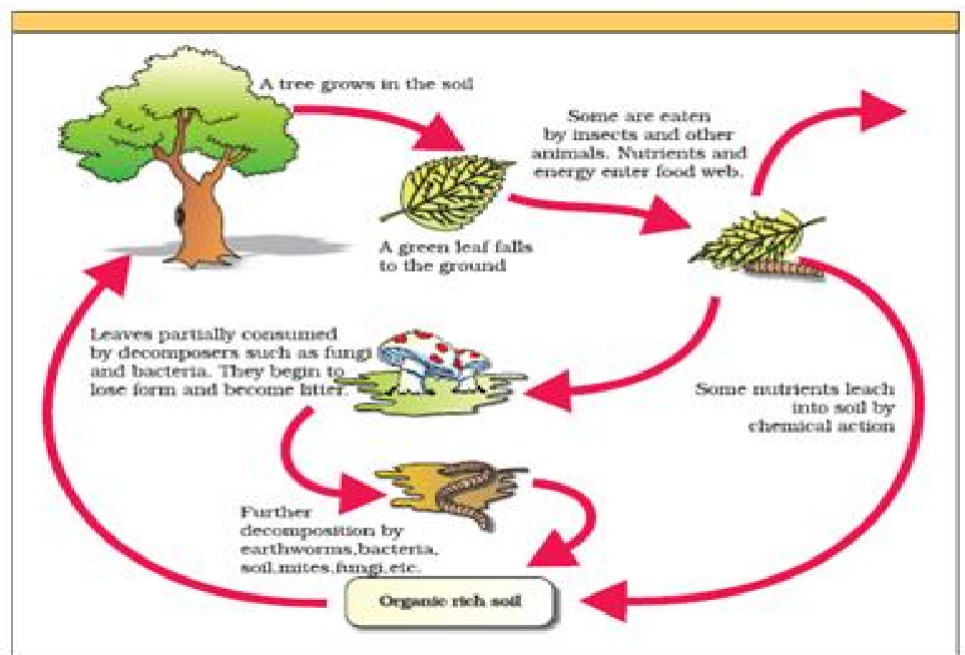 A tree grows in the soil
Some are eaten
by insects and other
animals. Nutrients and
energy enter food web.
A green leaf falls
to the ground
Leaves partially consumed
by decomposers such as fungi
and bacteria. They begin to
lose form and become litter.
Some nutrients leach
into soil by
chemical action
Further
decomposition by
earthworms,bacteria,
soil,mites,fungi,etc.
Organic rich soil